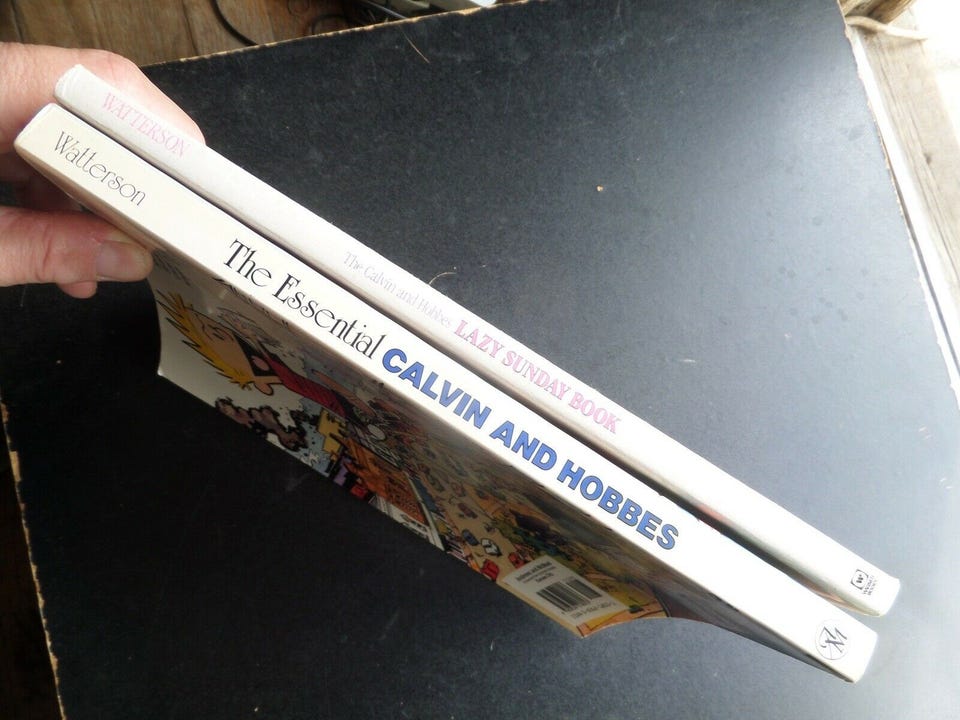 WATTERSON
The Calvin and Hobbes LAZY SUNDAY BOOK
Watterson
The Essential CALVIN AND HOBBES